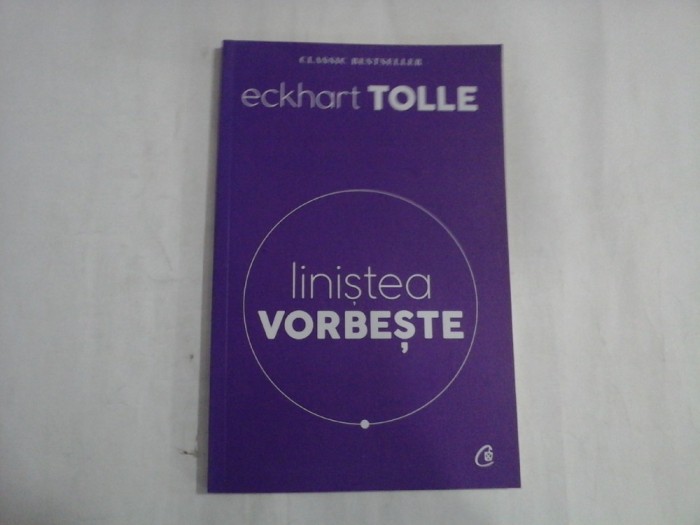 CLASSIC BESTSELLER
eckhart TOLLE
liniștea
VORBEȘTE